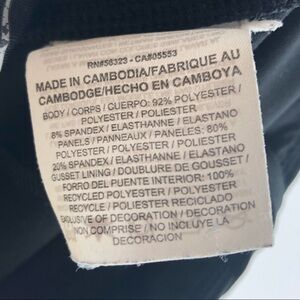 RN#56323 - CA#05553
MADE IN CAMBODIA/FABRIQUE AU
CAMBODGE/HECHO EN CAMBOYA
BODY / CORPS / CUERPO: 92% POLYESTER /
POLYESTER / POLIESTER
8% SPANDEX / ELASTHANNE / ELASTANO
PANELS / PANNEAUX / PANELES: 80%
POLYESTER / POLYESTER / POLIESTER
20% SPANDEX / ELASTHANNE / ELASTANO
GUSSET LINING / DOUBLURE DE GOUSSET /
FORRO DEL PUENTE INTERIOR: 100%
RECYCLED POLYESTER / POLYESTER
RECYCLE / POLIESTER RECICLADO
EXCLUSIVE OF DECORATION / DECORATION
NON COMPRISE / NO INCLUYE LA
DECORACION